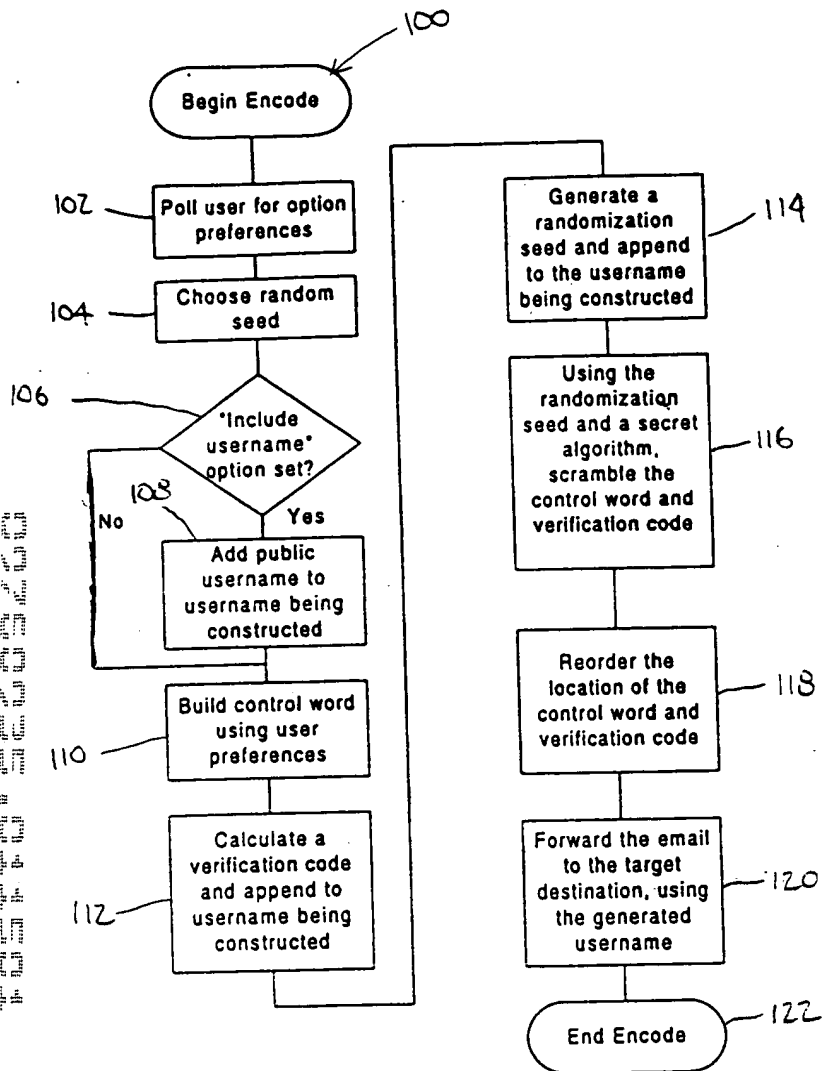 100
Begin Encode
102
Poll user for option
preferences
104
Choose random
seed
106
"Include
username"
option set?
108
No
Yes
Add public
username to
username being
constructed
110
Build control word
using user
preferences
112
Calculate a
verification code
and append to
username being
constructed
Generate a
randomization
seed and append
to the username
being constructed
114
Using the
randomization
seed and a secret
algorithm,
scramble the
control word and
verification code
116
Reorder the
location of the
control word and
verification code
118
Forward the email
to the target
destination, using
the generated
username
120
End Encode
122